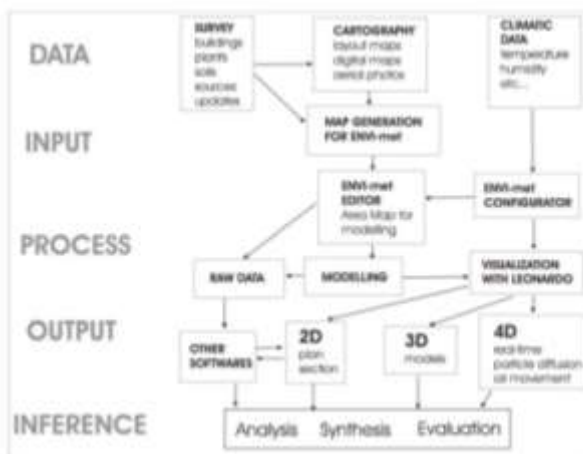 DATA
SURVEY
buildings
plants
soils
sources
updates
CARTOGRAPHY
layout maps
digital maps
aerial photos
CLIMATIC
DATA
temperature
humidity
etc...
INPUT
MAP GENERATION
FOR ENVI-met
ENVI-met
EDITOR
Area Map for
modelling
ENVI-met
CONFIGURATOR
PROCESS
RAW DATA
MODELLING
VISUALIZATION
WITH LEONARDO
OUTPUT
OTHER
SOFTWARES
2D
plan
section
3D
models
4D
real-time
particle diffusion
air movement
INFERENCE
Analysis Synthesis Evaluation